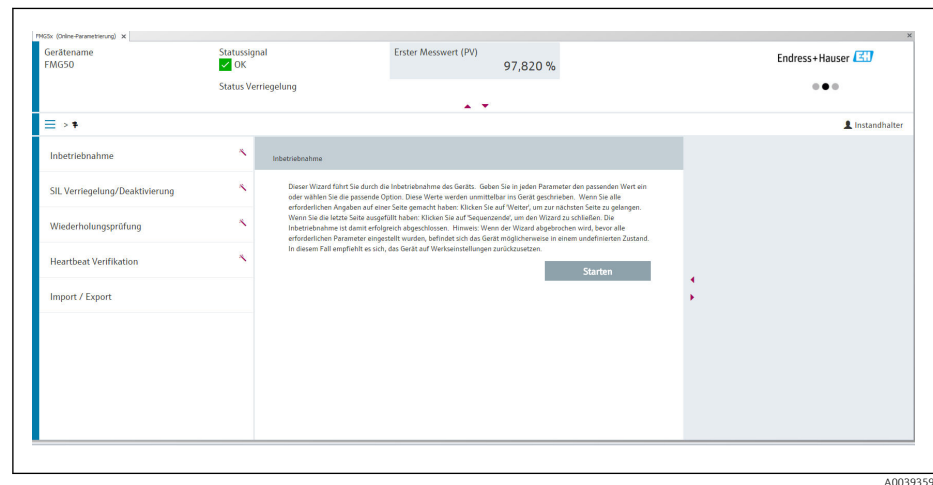 FMG5x (Online-Parametrierung) ×
×
Gerätename
FMG50
Statussignal
OK
Status Verriegelung
Erster Messwert (PV)
97,820 %
Endress+Hauser EH
> 
Instandhalter
Inbetriebnahme
SIL Verriegelung/Deaktivierung
Wiederholungsprüfung
Heartbeat Verifikation
Import / Export
Inbetriebnahme
Dieser Wizard führt Sie durch die Inbetriebnahme des Geräts. Geben Sie in jeden Parameter den passenden Wert ein
oder wählen Sie die passende Option. Diese Werte werden unmittelbar ins Gerät geschrieben. Wenn Sie alle
erforderlichen Angaben auf einer Seite gemacht haben: Klicken Sie auf 'Weiter', um zur nächsten Seite zu gelangen.
Wenn Sie die letzte Seite ausgefüllt haben: Klicken Sie auf 'Sequenzende', um den Wizard zu schließen. Die
Inbetriebnahme ist damit erfolgreich abgeschlossen. Hinweis: Wenn der Wizard abgebrochen wird, bevor alle
erforderlichen Parameter eingestellt wurden, befindet sich das Gerät möglicherweise in einem undefinierten Zustand.
In diesem Fall empfiehlt es sich, das Gerät auf Werkseinstellungen zurückzusetzen.
Starten
A0039359